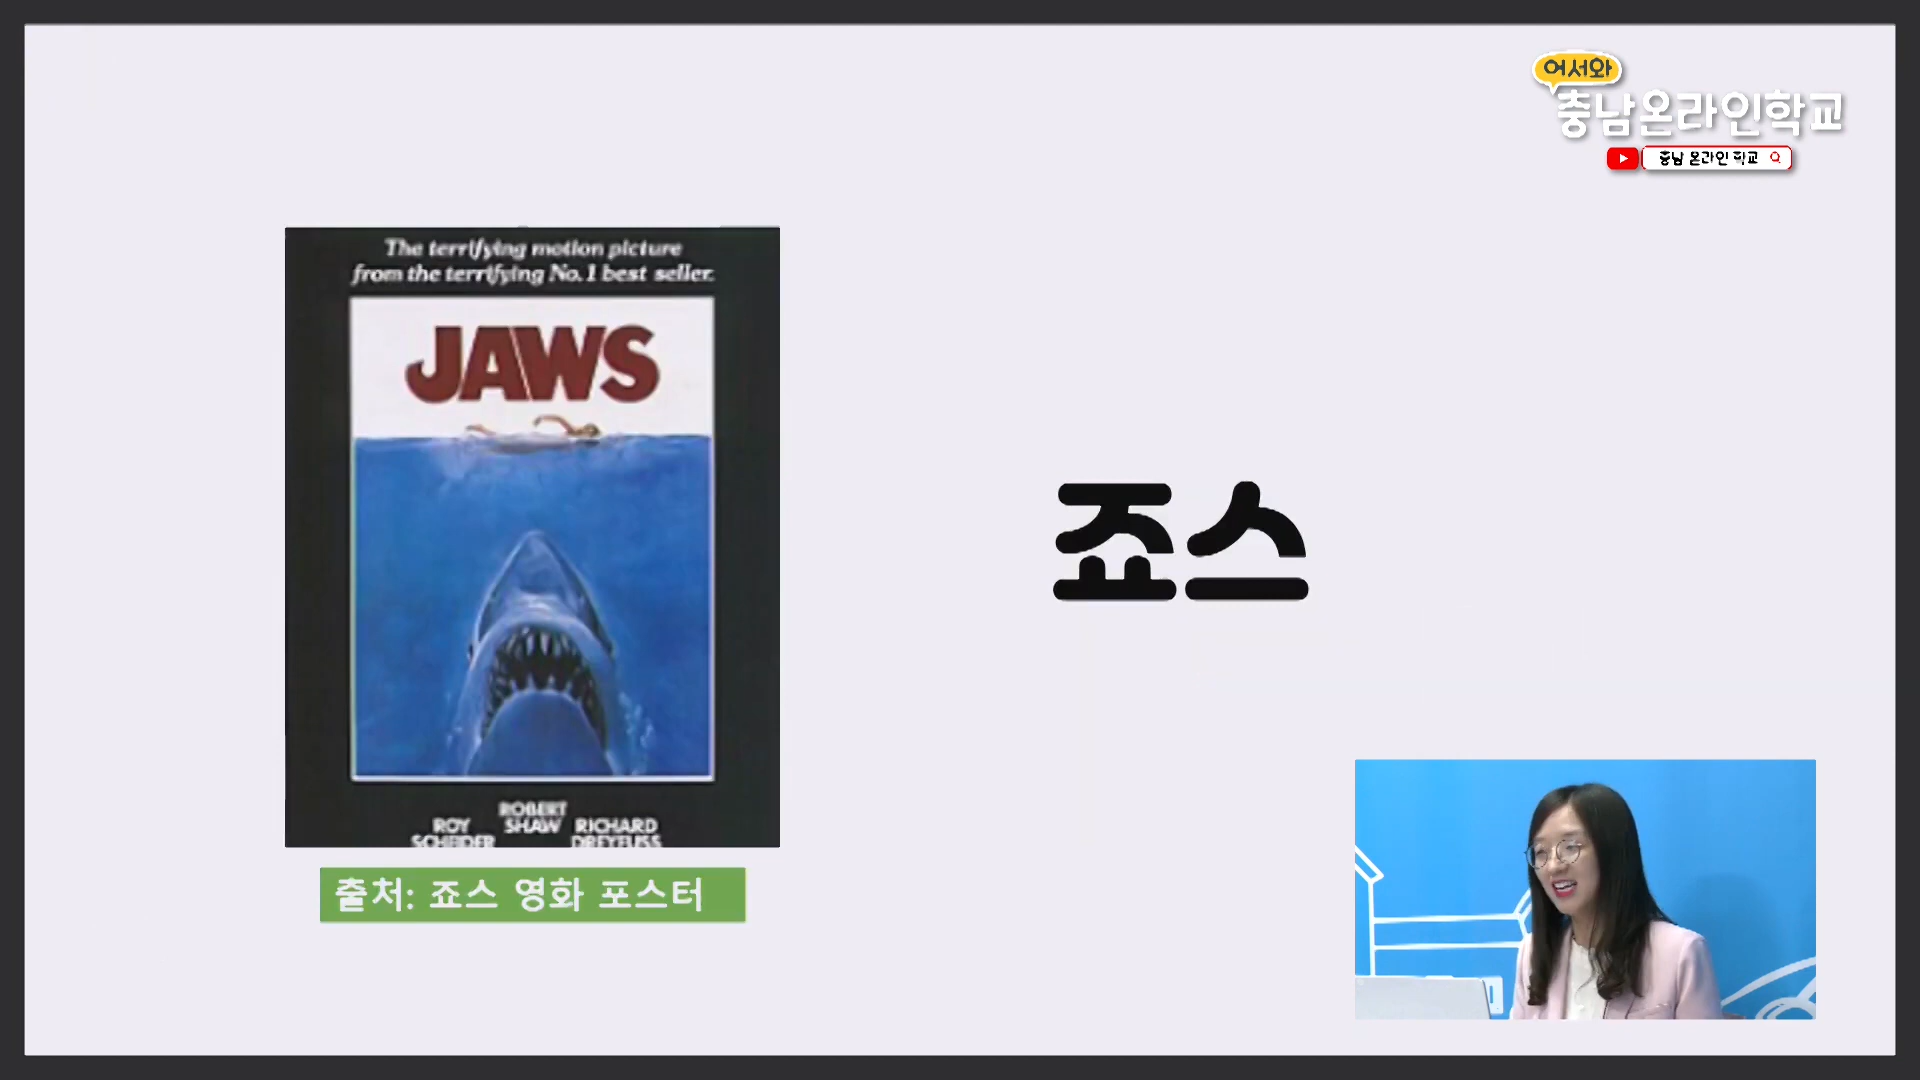 어서와
충남온라인학교
충남 온라인 학교
The terrifying motion picture
from the terrifying No. 1 best seller.
JAWS
죠스
ROBERT
ROY SHAW RICHARD
SCHEIDER DREYFUSS
출처: 죠스 영화 포스터